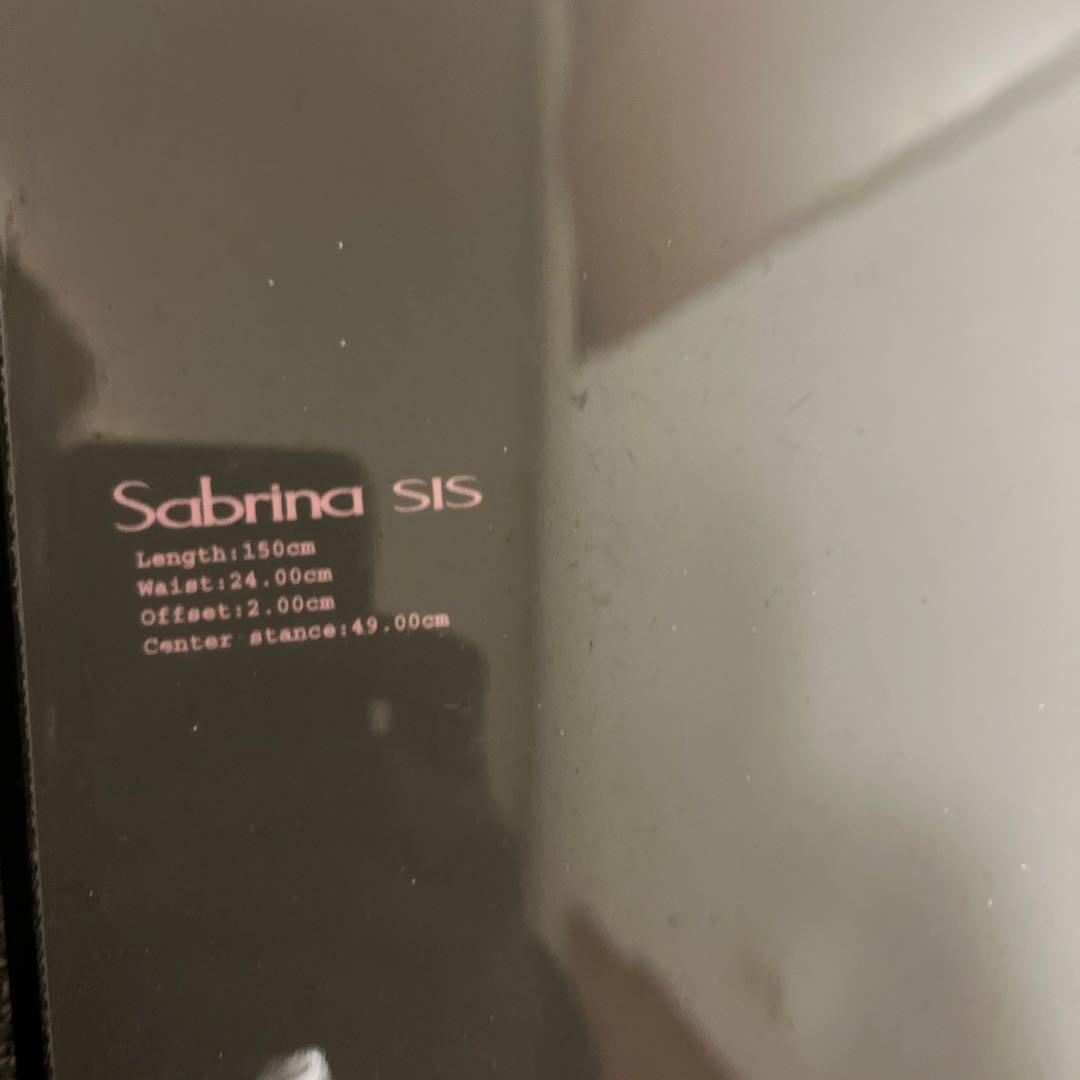 Sabrina SIS
Length:150cm
Waist:24.00cm
Offset:2.00cm
Center stance:49.00cm